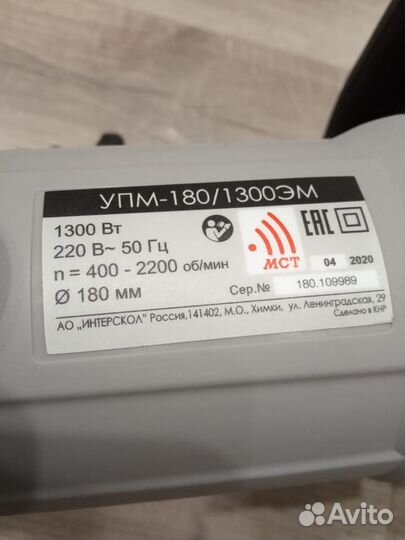 УПМ-180/1300ЭМ
1300 Вт
220 В~ 50 Гц
n = 400 - 2200 об/мин
Ø 180 мм
МСТ
EAC
04 2020
Сер.№ 180.109989
АО „ИНТЕРСКОЛ" Россия,141402, М.О., Химки, ул. Ленинградская, 29
Сделано в КНР
Avito